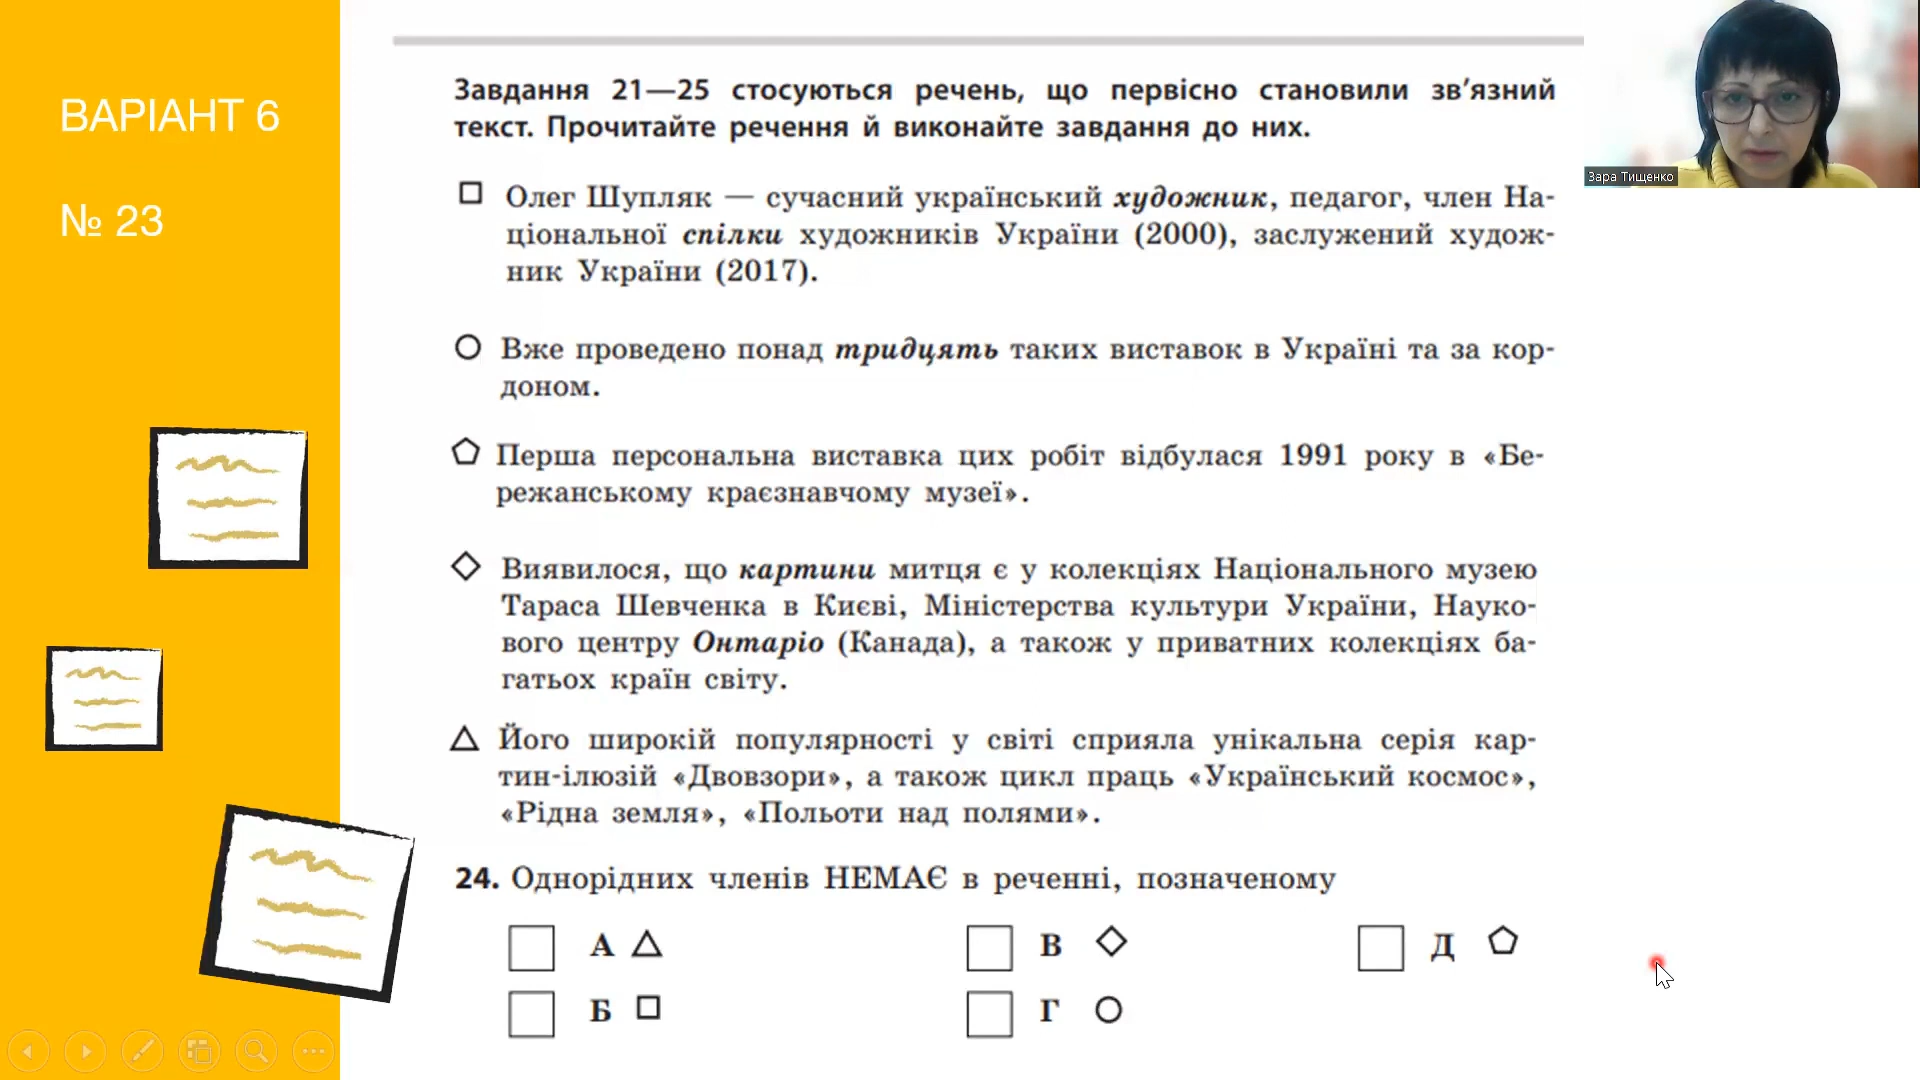 ВАРІАНТ 6
№ 23
Завдання 21—25 стосуються речень, що первісно становили зв’язний
текст. Прочитайте речення й виконайте завдання до них.
Олег Шупляк — сучасний український художник, педагог, член На-
ціональної спілки художників України (2000), заслужений худож-
ник України (2017).
Вже проведено понад тридцять таких виставок в Україні та за кор-
доном.
Перша персональна виставка цих робіт відбулася 1991 року в «Бе-
режанському краєзнавчому музеї».
Виявилося, що картини митця є у колекціях Національного музею
Тараса Шевченка в Києві, Міністерства культури України, Науко-
вого центру Онтаріо (Канада), а також у приватних колекціях ба-
гатьох країн світу.
Його широкій популярності у світі сприяла унікальна серія кар-
тин-ілюзій «Двовзори», а також цикл праць «Український космос»,
«Рідна земля», «Польоти над полями».
24. Однорідних членів НЕМАЄ в реченні, позначеному
А
В
Д
Б
Г
Зара Тищенко